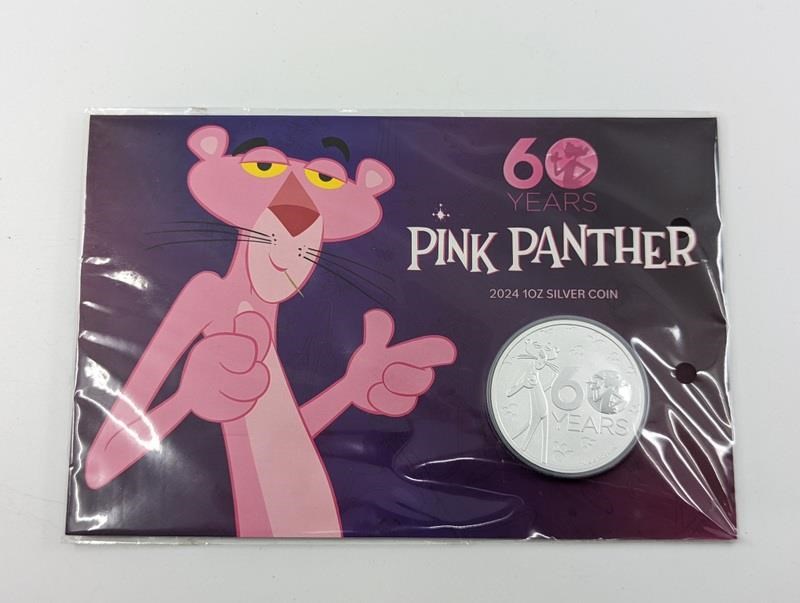 60
YEARS
PINK PANTHER
2024 1OZ SILVER COIN
60
YEARS